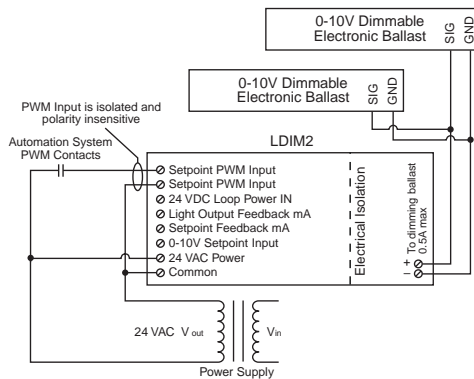 0-10V Dimmable
Electronic Ballast
SIG
GND
0-10V Dimmable
Electronic Ballast
SIG
GND
PWM Input is isolated and
polarity insensitive
Automation System
PWM Contacts
LDIM2
Setpoint PWM Input
Setpoint PWM Input
24 VDC Loop Power IN
Light Output Feedback mA
Setpoint Feedback mA
0-10V Setpoint Input
24 VAC Power
Common
Electrical Isolation
To dimming ballast
0.5A max
+
–
24 VAC V out
Vin
Power Supply